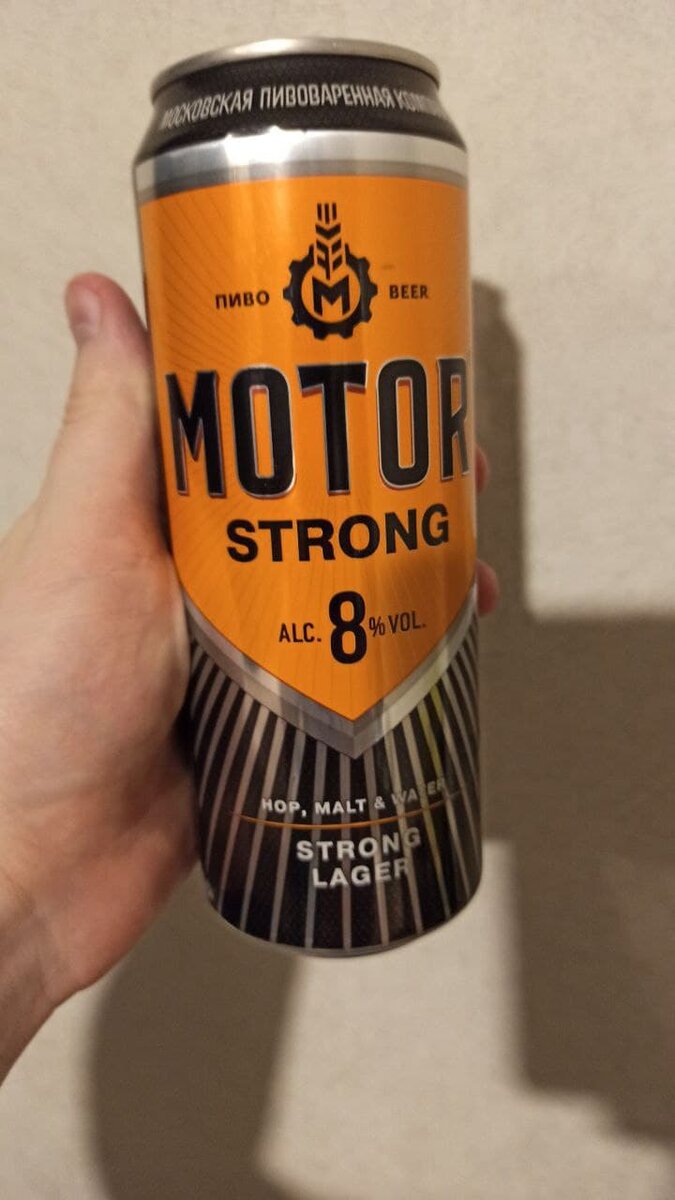 МОСКОВСКАЯ ПИВОВАРЕННАЯ
ПИВО M BEER
MOTOR
STRONG
ALC. 8% VOL.
HOP, MALT & WATER
STRONG
LAGER